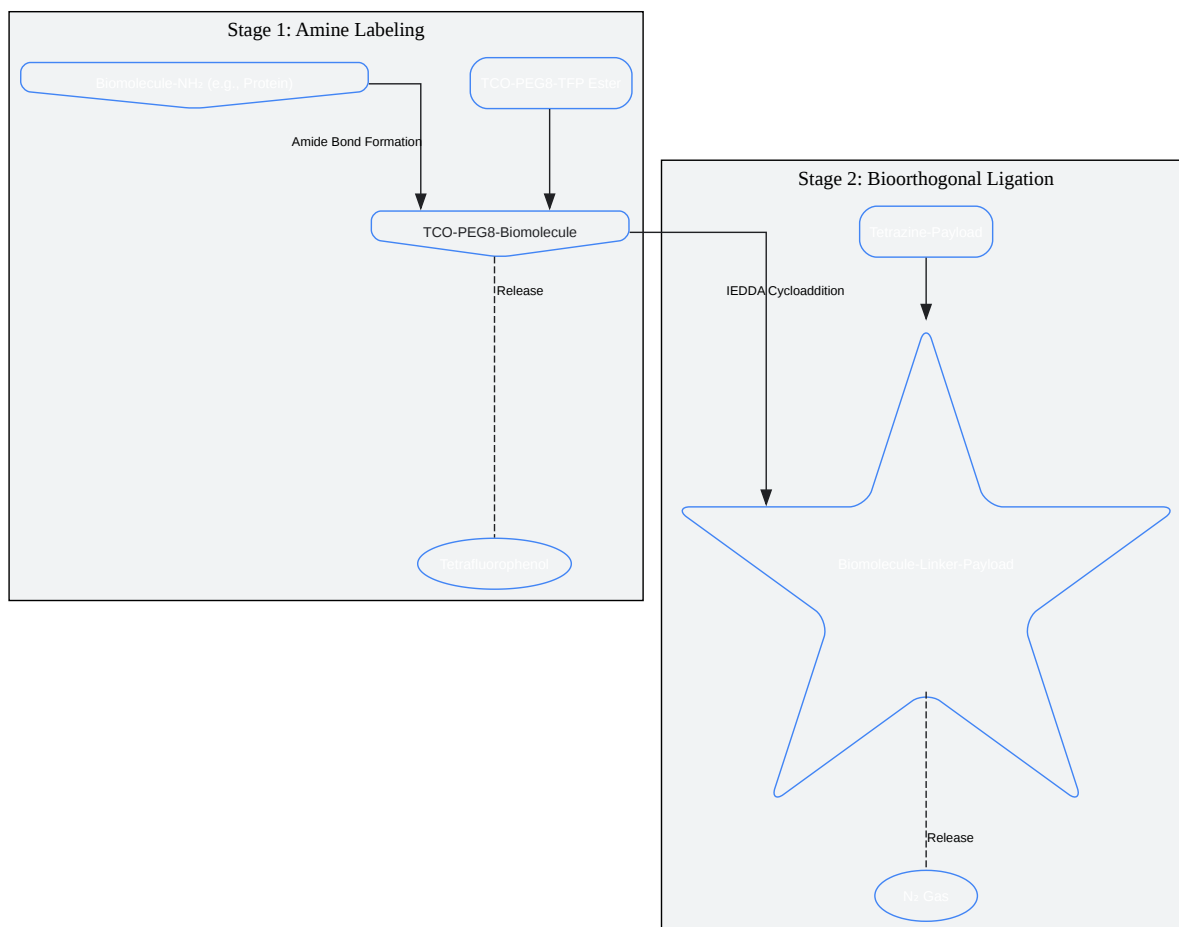 Stage 1: Amine Labeling
Biomolecule-NH₂ (e.g., Protein)
TCO-PEG8-TFP Ester
Amide Bond Formation
TCO-PEG8-Biomolecule
Release
Tetrafluorophenol
Stage 2: Bioorthogonal Ligation
Tetrazine-Payload
IEDDA Cycloaddition
Biomolecule-Linker-Payload
Release
N₂ Gas